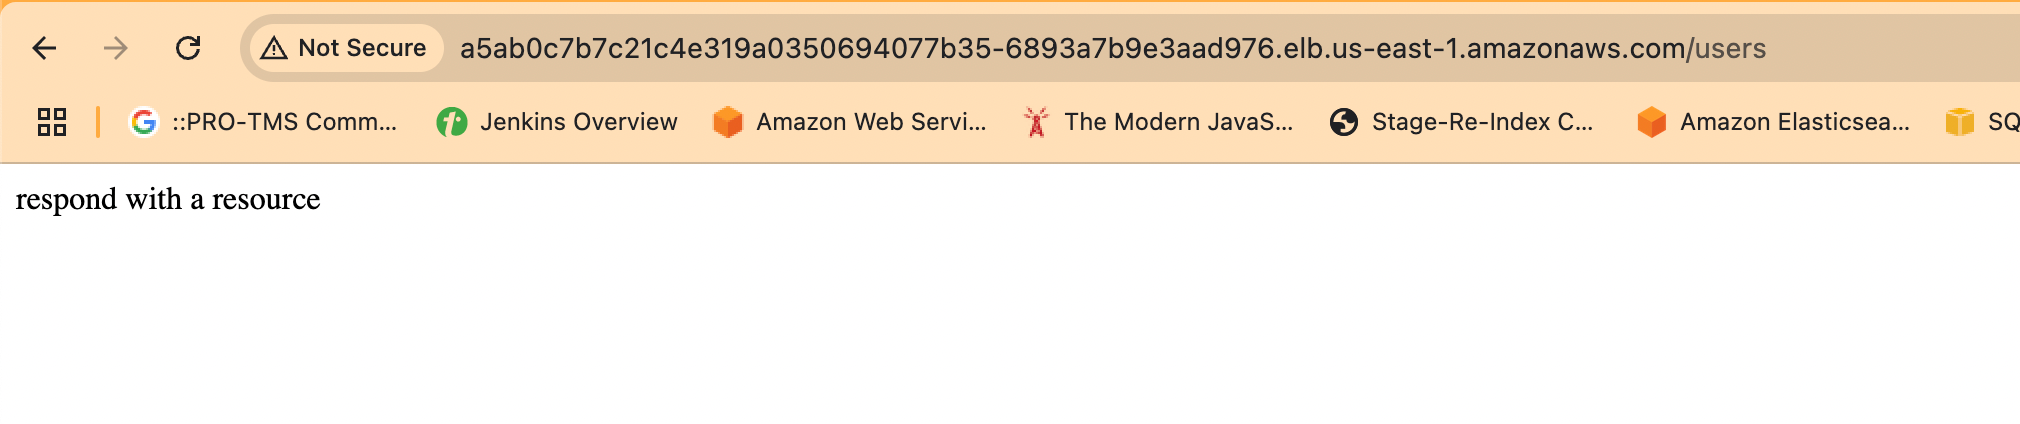 Not Secure a5ab0c7b7c21c4e319a0350694077b35-6893a7b9e3aad976.elb.us-east-1.amazonaws.com/users
::PRO-TMS Comm... Jenkins Overview Amazon Web Servi... The Modern JavaS... Stage-Re-Index C... Amazon Elasticsea... SQ
respond with a resource